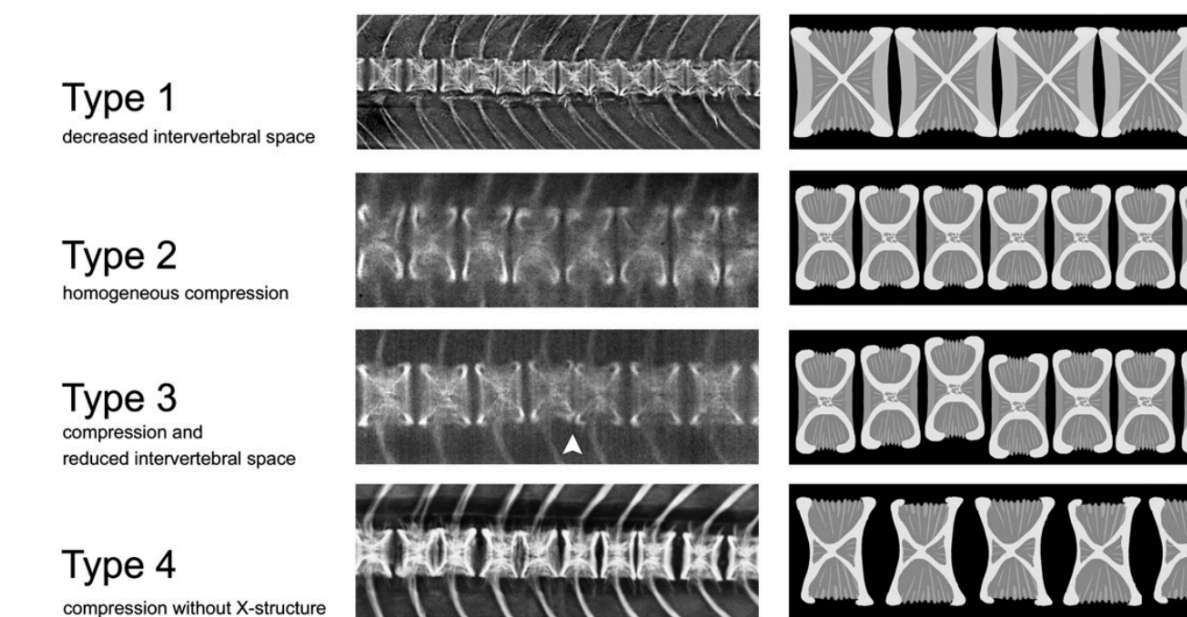 Type 1
decreased intervertebral space
Type 2
homogeneous compression
Type 3
compression and
reduced intervertebral space
Type 4
compression without X-structure